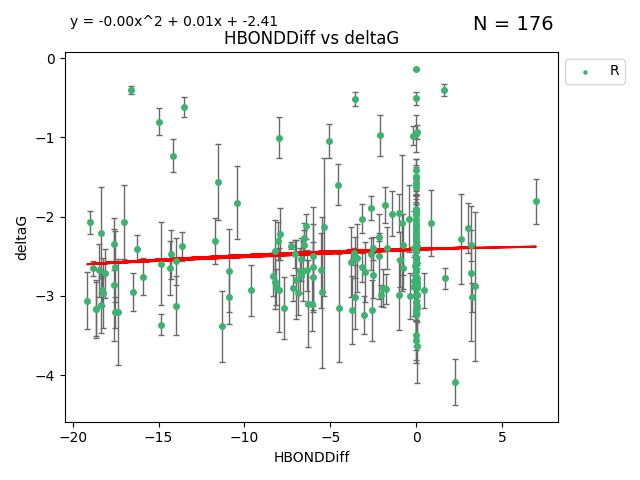 y = -0.00x^2 + 0.01x + -2.41
N = 176
HBONDDiff vs deltaG
R
deltaG
0
−1
−2
−3
−4
−20
−15
−10
−5
0
5
HBONDDiff